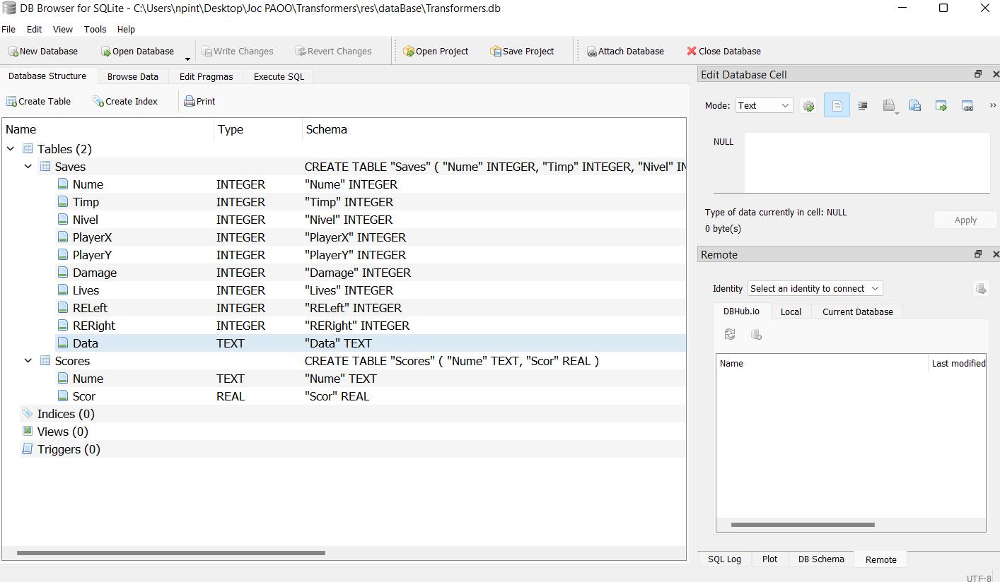 DB Browser for SQLite - C:\Users\npint\Desktop\Joc PAOO\Transformers\res\dataBase\Transformers.db
File Edit View Tools Help
New Database Open Database Write Changes Revert Changes Open Project Save Project Attach Database Close Database
Database Structure Browse Data Edit Pragmas Execute SQL
Create Table Create Index Print
Name Type Schema
Tables (2)
Saves CREATE TABLE "Saves" ( "Nume" INTEGER, "Timp" INTEGER, "Nivel" IN
Nume INTEGER "Nume" INTEGER
Timp INTEGER "Timp" INTEGER
Nivel INTEGER "Nivel" INTEGER
PlayerX INTEGER "PlayerX" INTEGER
PlayerY INTEGER "PlayerY" INTEGER
Damage INTEGER "Damage" INTEGER
Lives INTEGER "Lives" INTEGER
RELeft INTEGER "RELeft" INTEGER
RERight INTEGER "RERight" INTEGER
Data TEXT "Data" TEXT
Scores CREATE TABLE "Scores" ( "Nume" TEXT, "Scor" REAL )
Nume TEXT "Nume" TEXT
Scor REAL "Scor" REAL
Indices (0)
Views (0)
Triggers (0)
Edit Database Cell
Mode: Text
NULL
Type of data currently in cell: NULL
0 byte(s)
Apply
Remote
Identity Select an identity to connect
DBHub.io Local Current Database
Name Last modified
SQL Log Plot DB Schema Remote
UTF-8